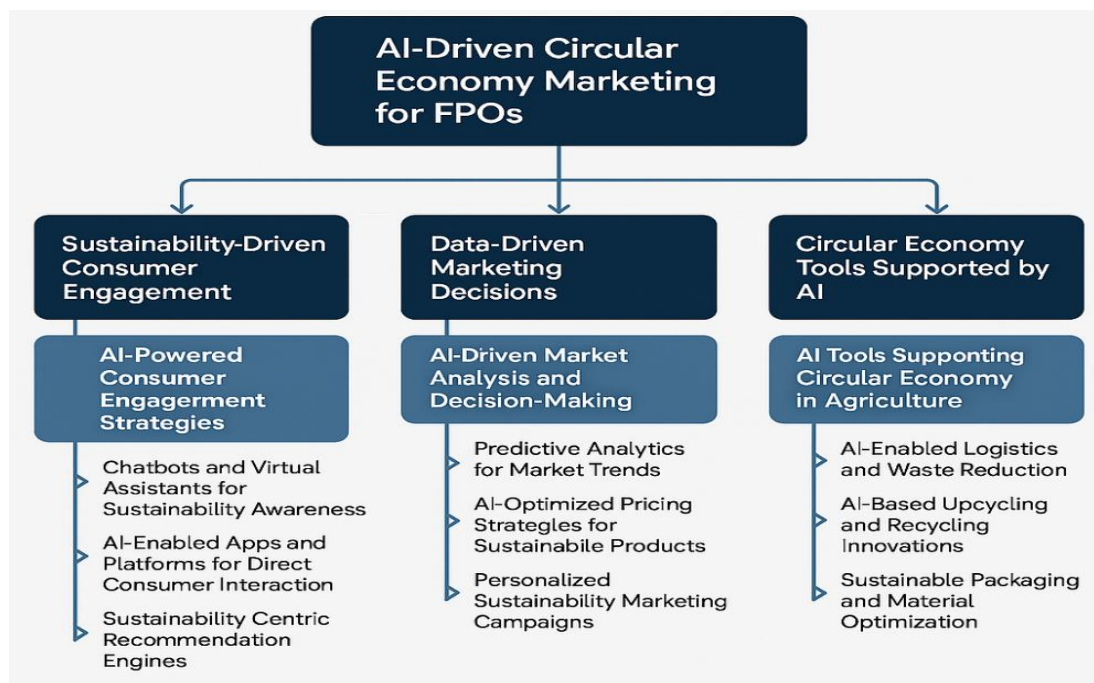 AI-Driven Circular
Economy Marketing
for FPOs
Sustainability-Driven
Consumer
Engagement
AI-Powered
Consumer
Engagerment
Strategies
Chatbots and Virtual
Assistants for
Sustainability Awareness
AI-Enabled Apps and
Platforms for Direct
Consumer Interaction
Sustainability Centric
Recommendation
Engines
Data-Driven
Marketing
Decisions
AI-Driven Market
Analysis and
Decision-Making
Predictive Analytics
for Market Trends
AI-Optimized Pricing
Strategles for
Sustainabile Products
Personalized
Sustainability Marketing
Campaigns
Circular Economy
Tools Supported by
AI
AI Tools Supponting
Circular Economy
in Agriculture
AI-Enabled Logistics
and Waste Reduction
AI-Based Upcycling
and Recycling
Innovations
Sustainable Packaging
and Material
Optimization